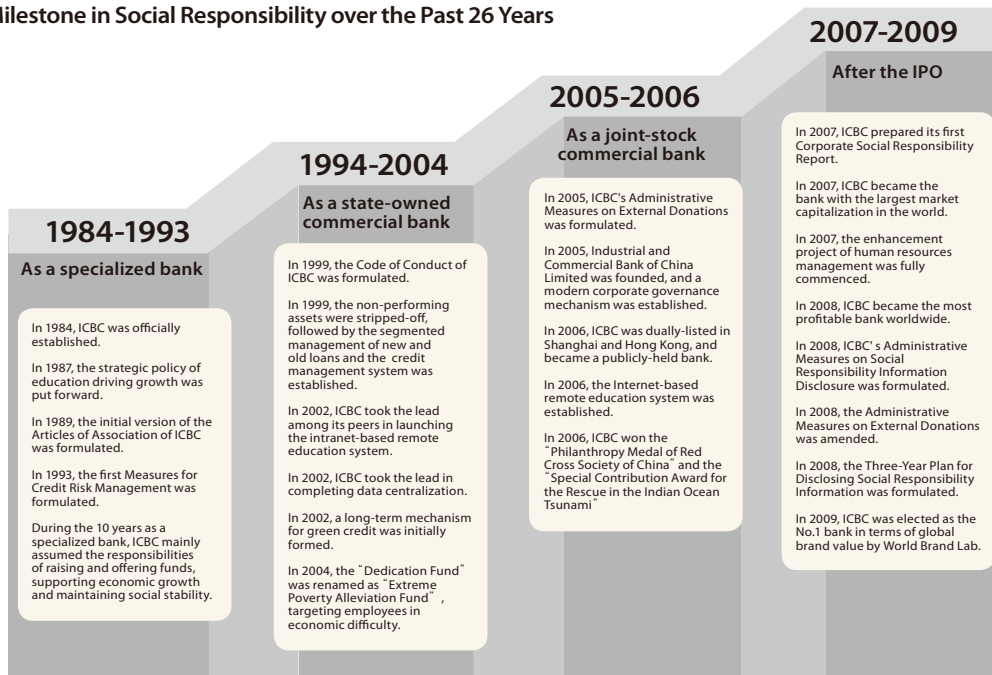 Milestone in Social Responsibility over the Past 26 Years
1984-1993
As a specialized bank
In 1984, ICBC was officially
established.
In 1987, the strategic policy of
education driving growth was
put forward.
In 1989, the initial version of the
Articles of Association of ICBC
was formulated.
In 1993, the first Measures for
Credit Risk Management was
formulated.
During the 10 years as a
specialized bank, ICBC mainly
assumed the responsibilities
of raising and offering funds,
supporting economic growth
and maintaining social stability.
1994-2004
As a state-owned
commercial bank
In 1999, the Code of Conduct of
ICBC was formulated.
In 1999, the non-performing
assets were stripped-off,
followed by the segmented
management of new and
old loans and the credit
management system was
established.
In 2002, ICBC took the lead
among its peers in launching
the intranet-based remote
education system.
In 2002, ICBC took the lead in
completing data centralization.
In 2002, a long-term mechanism
for green credit was initially
formed.
In 2004, the "Dedication Fund"
was renamed as "Extreme
Poverty Alleviation Fund" ,
targeting employees in
economic difficulty.
2005-2006
As a joint-stock
commercial bank
In 2005, ICBC's Administrative
Measures on External Donations
was formulated.
In 2005, Industrial and
Commercial Bank of China
Limited was founded, and a
modern corporate governance
mechanism was established.
In 2006, ICBC was dually-listed in
Shanghai and Hong Kong, and
became a publicly-held bank.
In 2006, the Internet-based
remote education system was
established.
In 2006, ICBC won the
"Philanthropy Medal of Red
Cross Society of China" and the
"Special Contribution Award for
the Rescue in the Indian Ocean
Tsunami"
2007-2009
After the IPO
In 2007, ICBC prepared its first
Corporate Social Responsibility
Report.
In 2007, ICBC became the
bank with the largest market
capitalization in the world.
In 2007, the enhancement
project of human resources
management was fully
commenced.
In 2008, ICBC became the most
profitable bank worldwide.
In 2008, ICBC' s Administrative
Measures on Social
Responsibility Information
Disclosure was formulated.
In 2008, the Administrative
Measures on External Donations
was amended.
In 2008, the Three-Year Plan for
Disclosing Social Responsibility
Information was formulated.
In 2009, ICBC was elected as the
No.1 bank in terms of global
brand value by World Brand Lab.